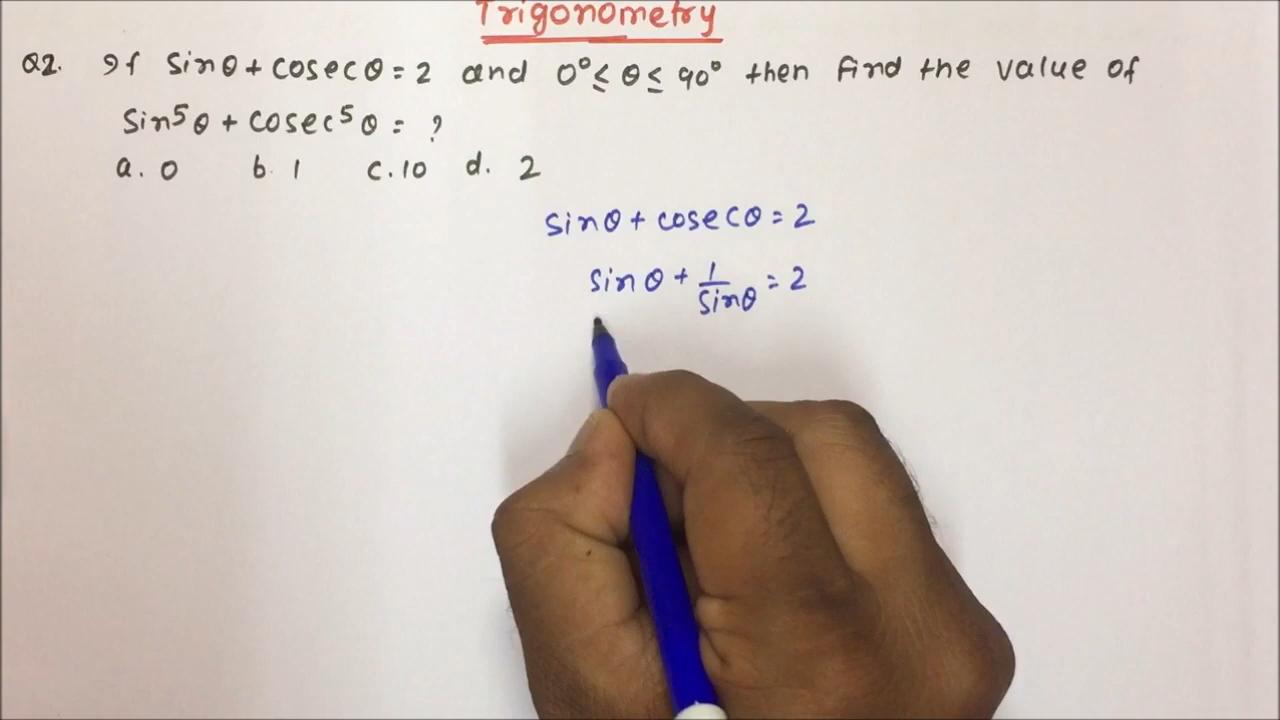 Trigonometry
Q2. If sinθ + cosecθ = 2 and 0° ≤ θ ≤ 90° then find the value of
sin⁵θ + cosec⁵θ = ?
a. 0 b. 1 c. 10 d. 2
sinθ + cosecθ = 2
sinθ + 1/sinθ = 2